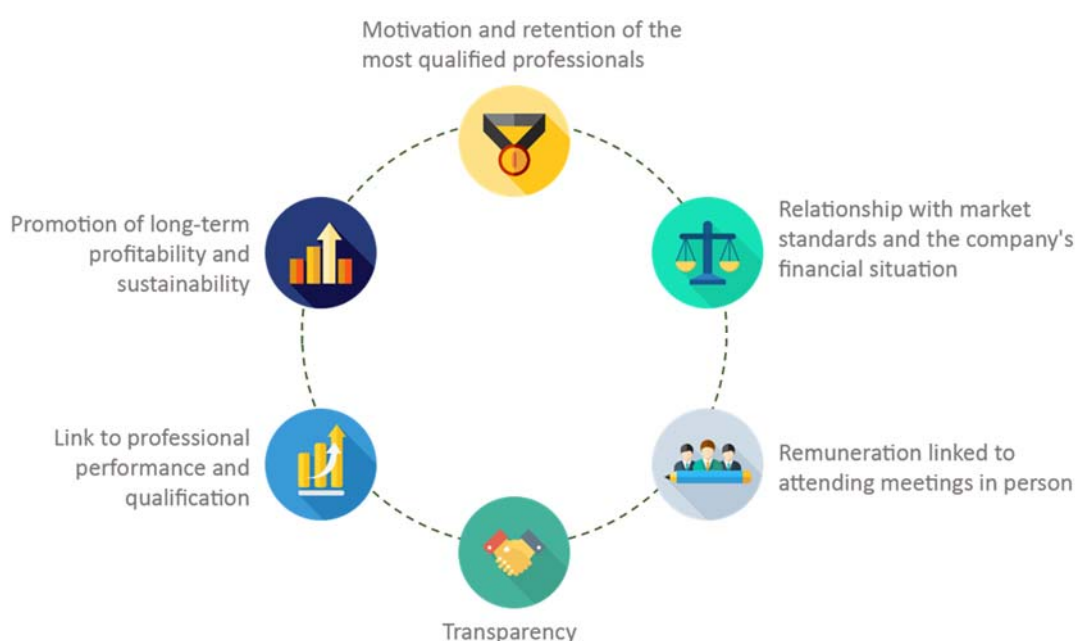 Motivation and retention of the
most qualified professionals
Relationship with market
standards and the company's
financial situation
Remuneration linked to
attending meetings in person
Transparency
Link to professional
performance and
qualification
Promotion of long-term
profitability and
sustainability